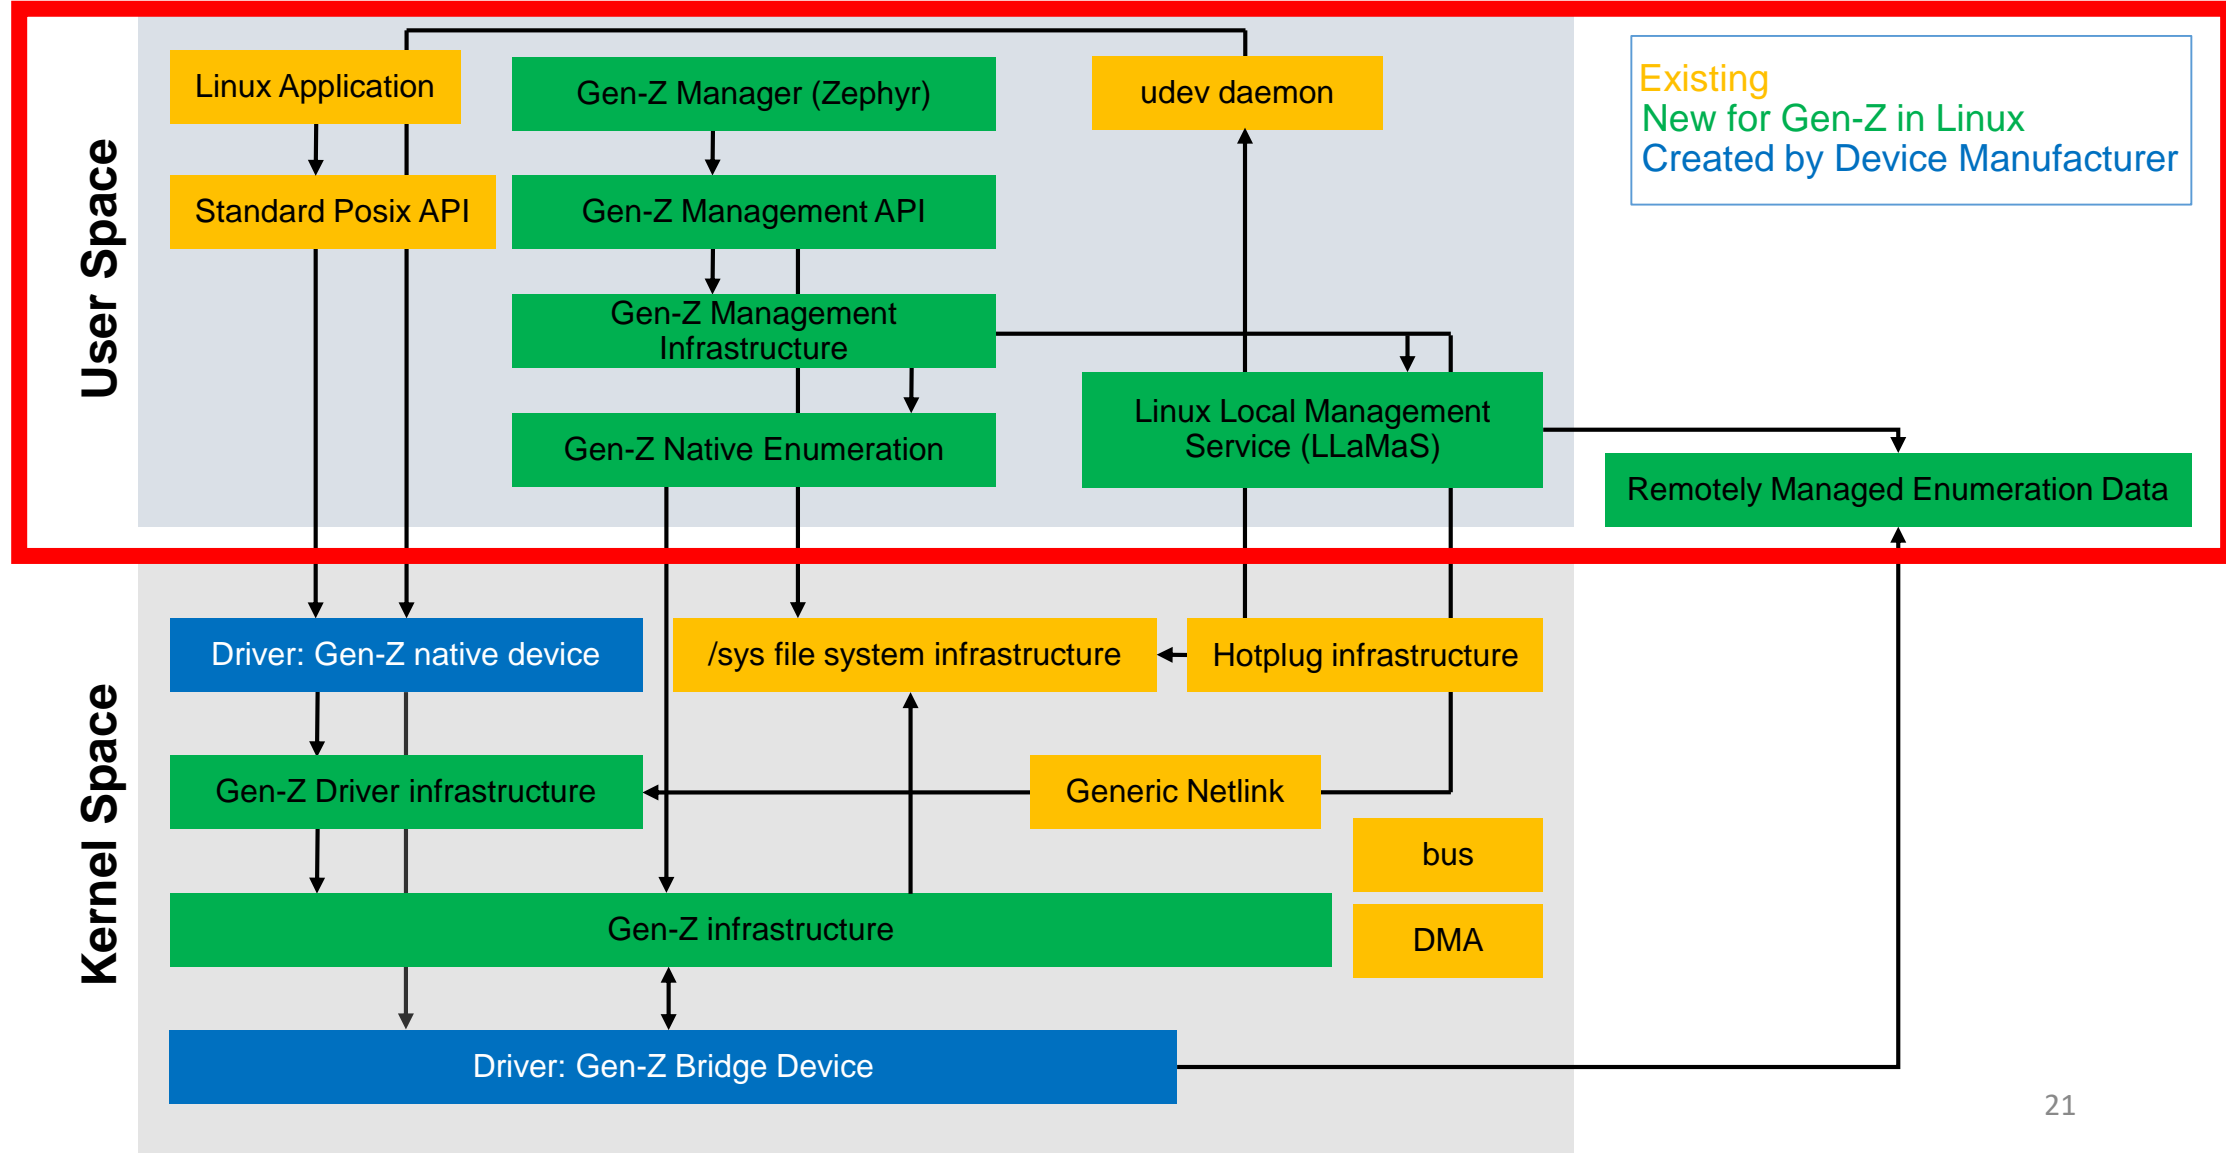 User Space
Linux Application
Gen-Z Manager (Zephyr)
udev daemon
Existing
New for Gen-Z in Linux
Created by Device Manufacturer
Standard Posix API
Gen-Z Management API
Gen-Z Management
Infrastructure
Gen-Z Native Enumeration
Linux Local Management
Service (LLaMaS)
Remotely Managed Enumeration Data
Kernel Space
Driver: Gen-Z native device
/sys file system infrastructure
Hotplug infrastructure
Gen-Z Driver infrastructure
Generic Netlink
bus
Gen-Z infrastructure
DMA
Driver: Gen-Z Bridge Device
21